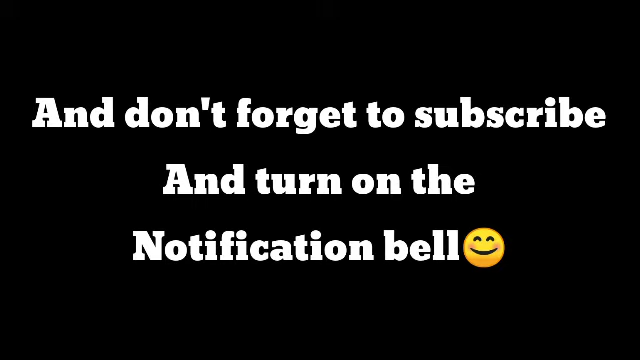 And don't forget to subscribe
And turn on the
Notification bell😊